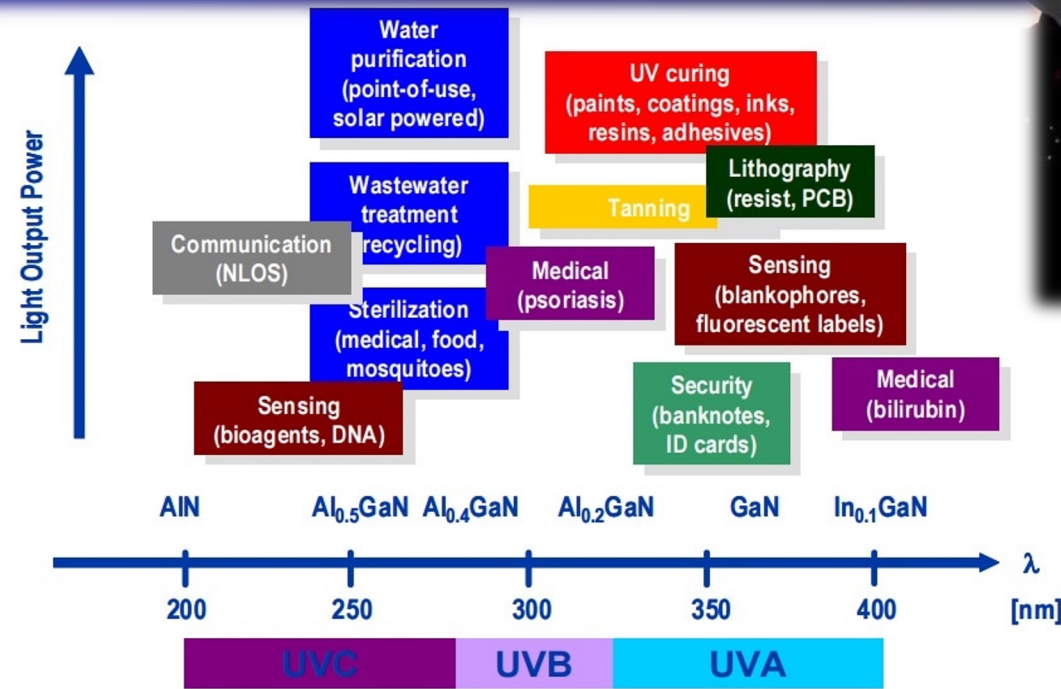 Light Output Power
Water
purification
(point-of-use,
solar powered)
UV curing
(paints, coatings, inks,
resins, adhesives)
Lithography
(resist, PCB)
Wastewater
treatment
recycling)
Tanning
Communication
(NLOS)
Medical
(psoriasis)
Sensing
(blankophores,
fluorescent labels)
Sterilization
(medical, food,
mosquitoes)
Security
(banknotes,
ID cards)
Medical
(bilirubin)
Sensing
(bioagents, DNA)
AlN Al0.5GaN Al0.4GaN Al0.2GaN GaN In0.1GaN
λ
200 250 300 350 400 [nm]
UVC UVB UVA